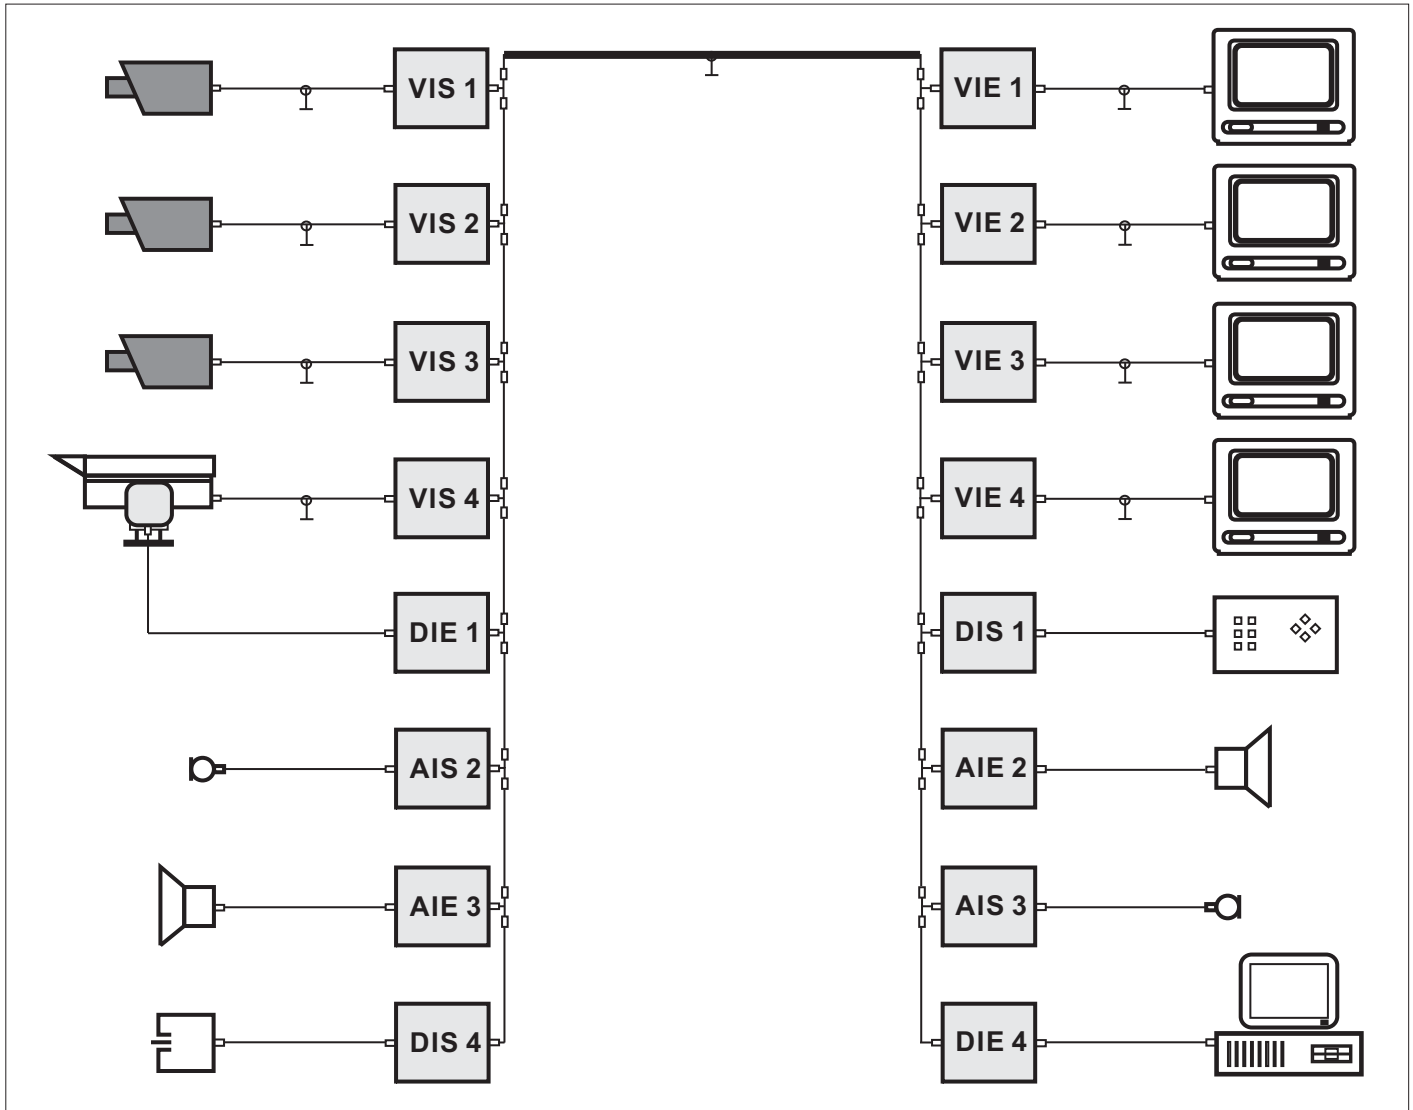 VIS 1
VIE 1
VIS 2
VIE 2
VIS 3
VIE 3
VIS 4
VIE 4
DIE 1
DIS 1
AIS 2
AIE 2
AIE 3
AIS 3
DIS 4
DIE 4